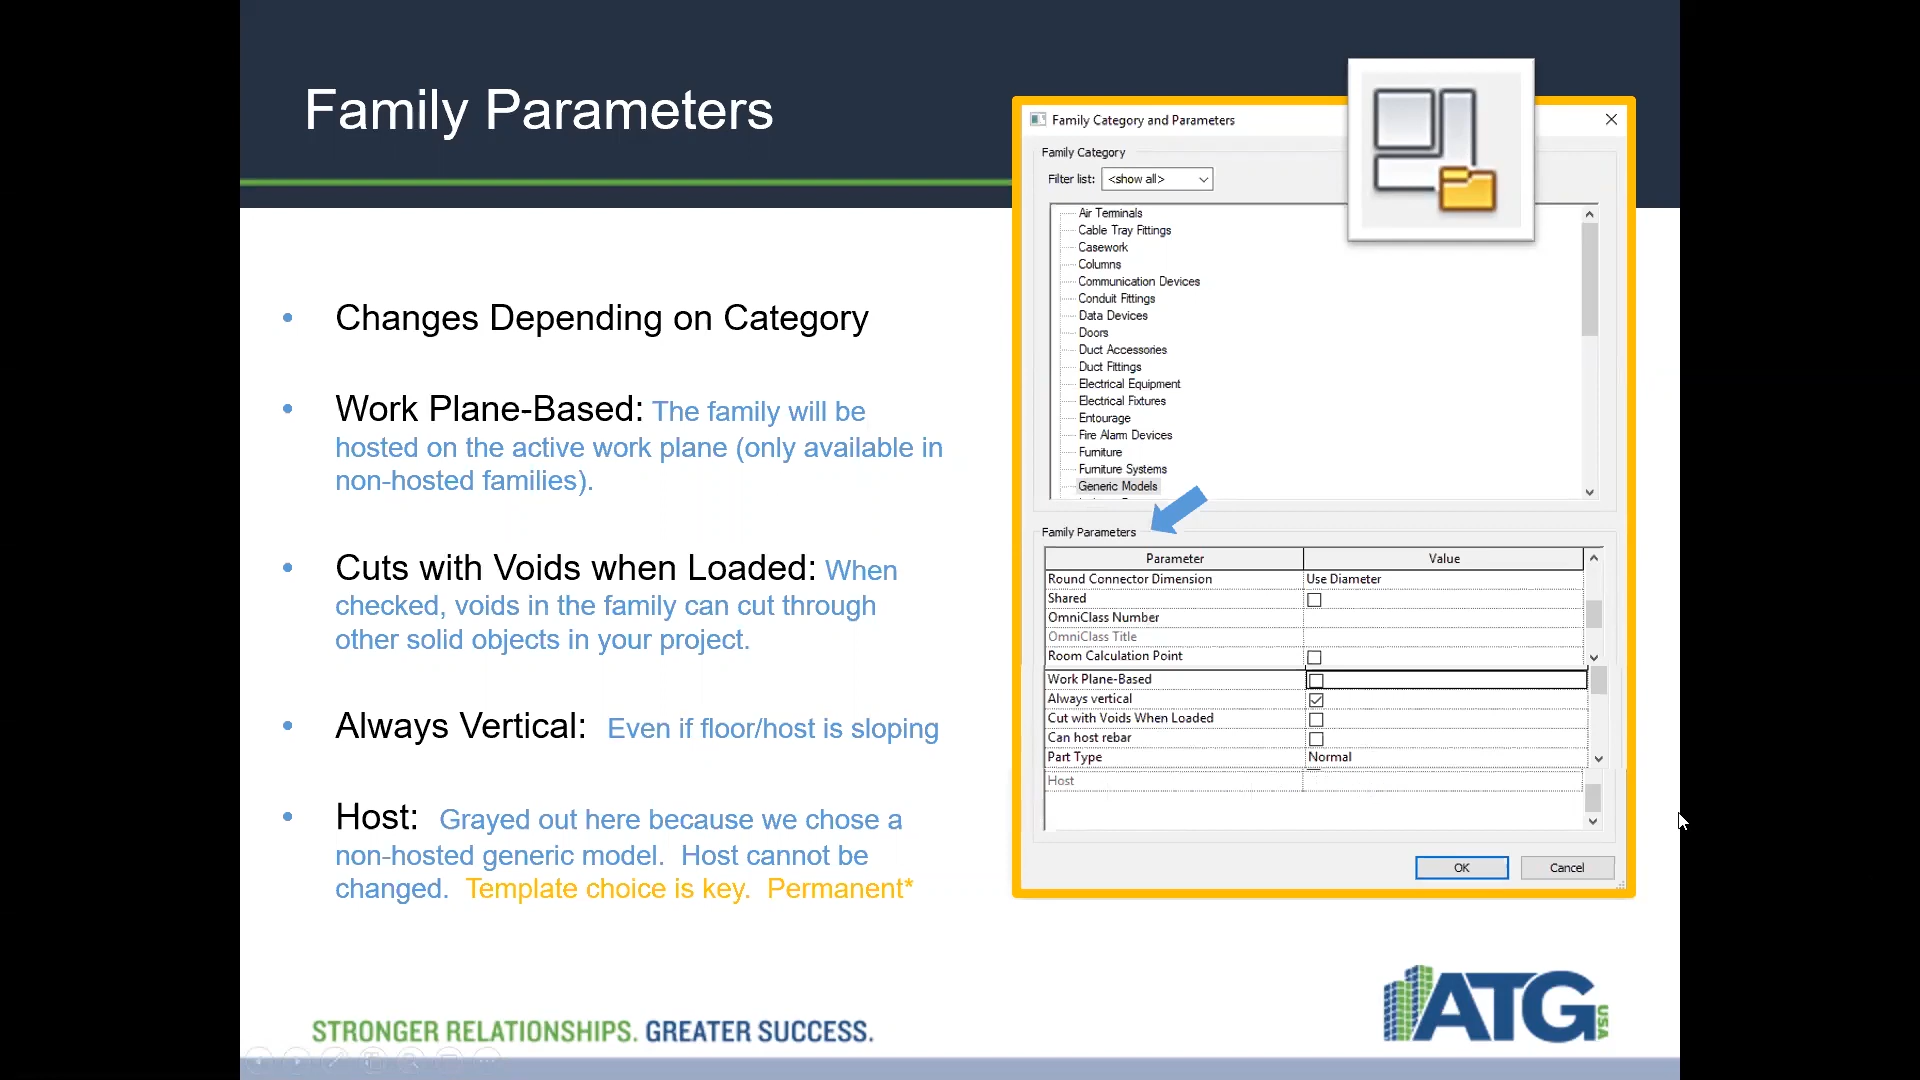 Family Parameters
• Changes Depending on Category
• Work Plane-Based: The family will be
hosted on the active work plane (only available in
non-hosted families).
• Cuts with Voids when Loaded: When
checked, voids in the family can cut through
other solid objects in your project.
• Always Vertical: Even if floor/host is sloping
• Host: Grayed out here because we chose a
non-hosted generic model. Host cannot be
changed. Template choice is key. Permanent*
Family Category and Parameters
Family Category
Filter list: <show all>
Air Terminals
Cable Tray Fittings
Casework
Columns
Communication Devices
Conduit Fittings
Data Devices
Doors
Duct Accessories
Duct Fittings
Electrical Equipment
Electrical Fixtures
Entourage
Fire Alarm Devices
Furniture
Furniture Systems
Generic Models
Family Parameters
Parameter Value
Round Connector Dimension Use Diameter
Shared
OmniClass Number
OmniClass Title
Room Calculation Point
Work Plane-Based
Always vertical
Cut with Voids When Loaded
Can host rebar
Part Type Normal
Host
OK Cancel
STRONGER RELATIONSHIPS. GREATER SUCCESS.
ATG USA